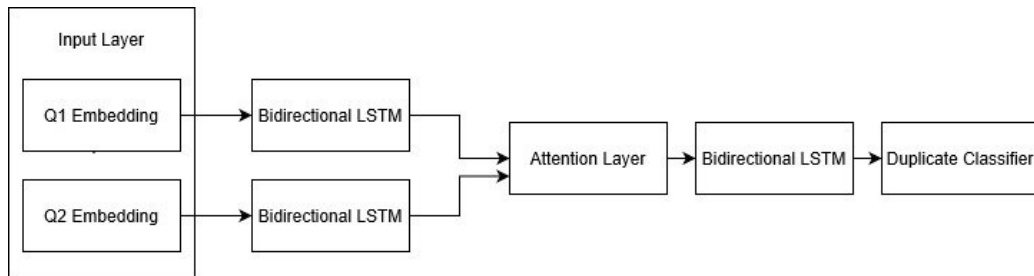 Input Layer
Q1 Embedding
Bidirectional LSTM
Attention Layer
Bidirectional LSTM
Duplicate Classifier
Q2 Embedding
Bidirectional LSTM